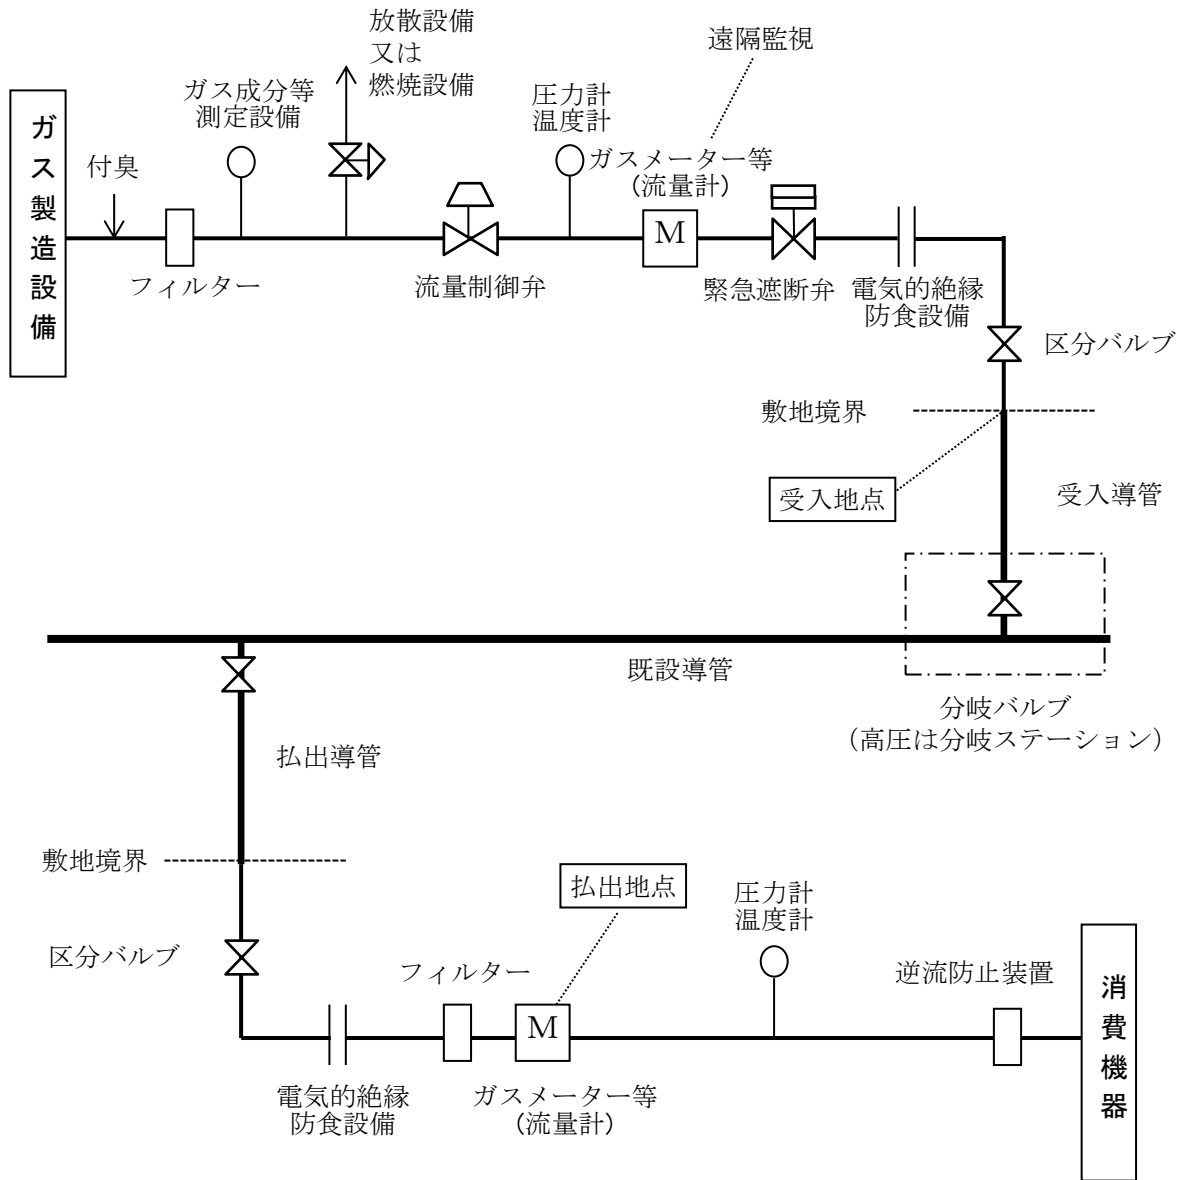 放散設備
又は
燃焼設備
遠隔監視
ガス成分等
測定設備
圧力計
温度計
ガス製造設備
付臭
ガスメーター等
（流量計）
M
フィルター
流量制御弁
緊急遮断弁
電気的絶縁
防食設備
区分バルブ
敷地境界
受入地点
受入導管
既設導管
分岐バルブ
（高圧は分岐ステーション）
払出導管
敷地境界
払出地点
圧力計
温度計
区分バルブ
フィルター
逆流防止装置
消費機器
M
電気的絶縁
防食設備
ガスメーター等
（流量計）